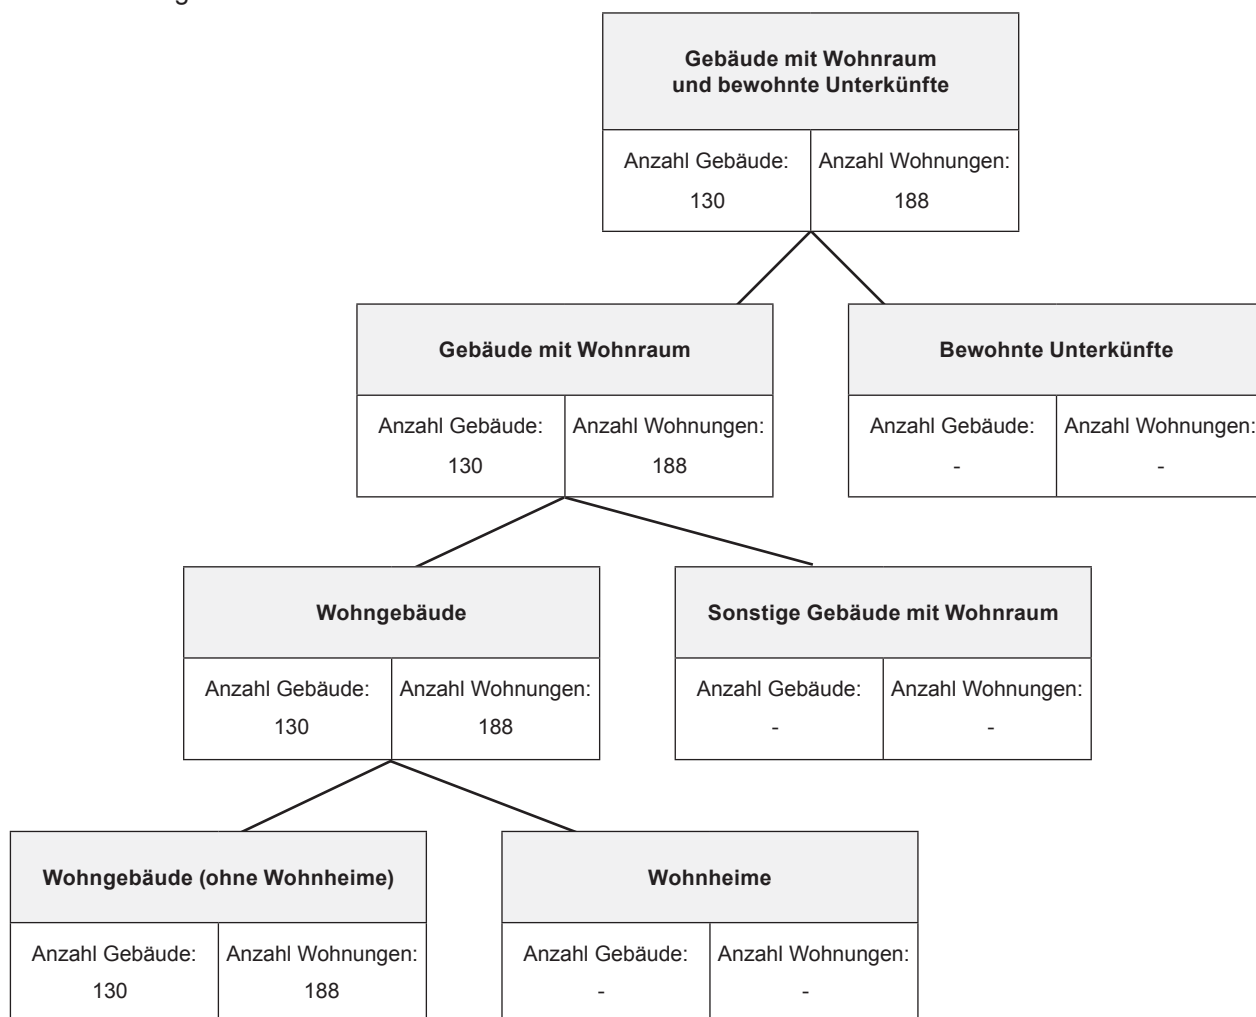 Gebäude mit Wohnraum
und bewohnte Unterkünfte
Anzahl Gebäude: Anzahl Wohnungen:
130 188
Gebäude mit Wohnraum
Anzahl Gebäude: Anzahl Wohnungen:
130 188
Bewohnte Unterkünfte
Anzahl Gebäude: Anzahl Wohnungen:
- -
Wohngebäude
Anzahl Gebäude: Anzahl Wohnungen:
130 188
Sonstige Gebäude mit Wohnraum
Anzahl Gebäude: Anzahl Wohnungen:
- -
Wohngebäude (ohne Wohnheime)
Anzahl Gebäude: Anzahl Wohnungen:
130 188
Wohnheime
Anzahl Gebäude: Anzahl Wohnungen:
- -